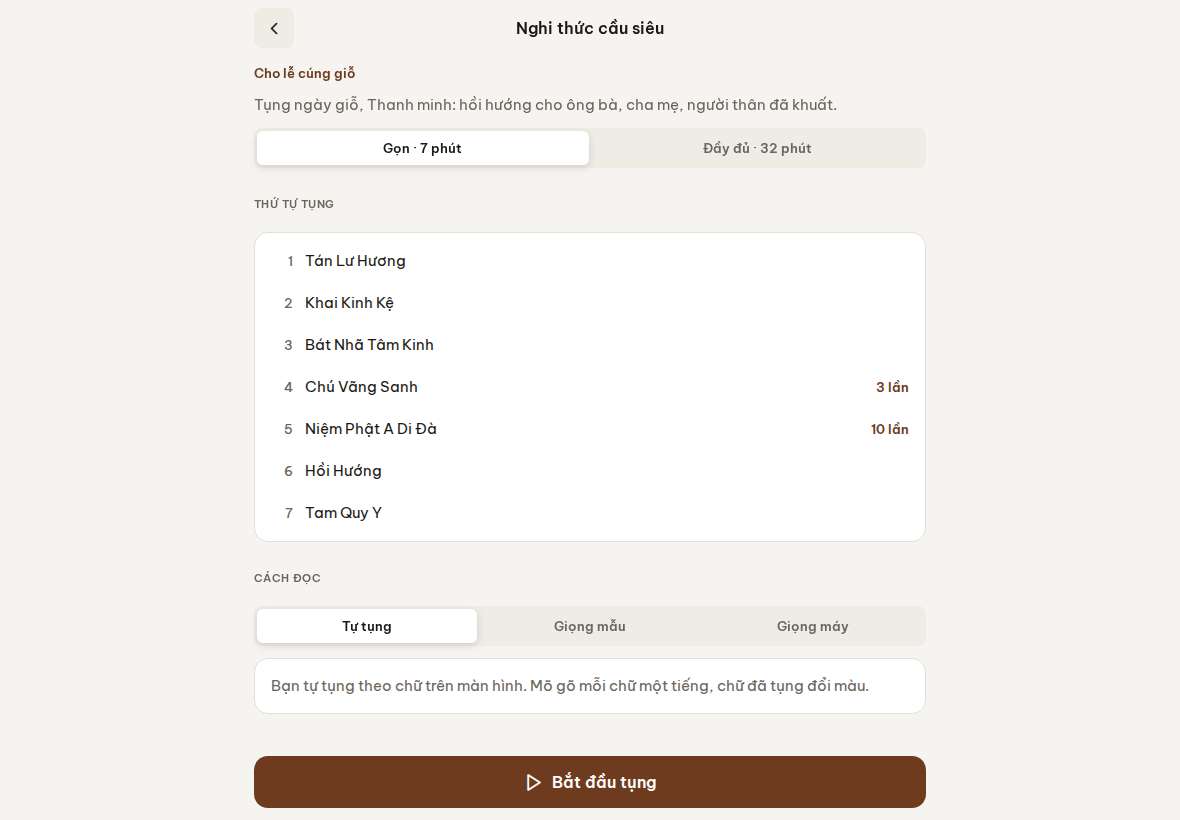 Nghi thức cầu siêu
Cho lễ cúng giỗ
Tụng ngày giỗ, Thanh minh: hồi hướng cho ông bà, cha mẹ, người thân đã khuất.
Gọn · 7 phút
Đầy đủ · 32 phút
THỨ TỰ TỤNG
1 Tán Lư Hương
2 Khai Kinh Kệ
3 Bát Nhã Tâm Kinh
4 Chú Vãng Sanh 3 lần
5 Niệm Phật A Di Đà 10 lần
6 Hồi Hướng
7 Tam Quy Y
CÁCH ĐỌC
Tự tụng
Giọng mẫu
Giọng máy
Bạn tự tụng theo chữ trên màn hình. Mõ gõ mỗi chữ một tiếng, chữ đã tụng đổi màu.
Bắt đầu tụng